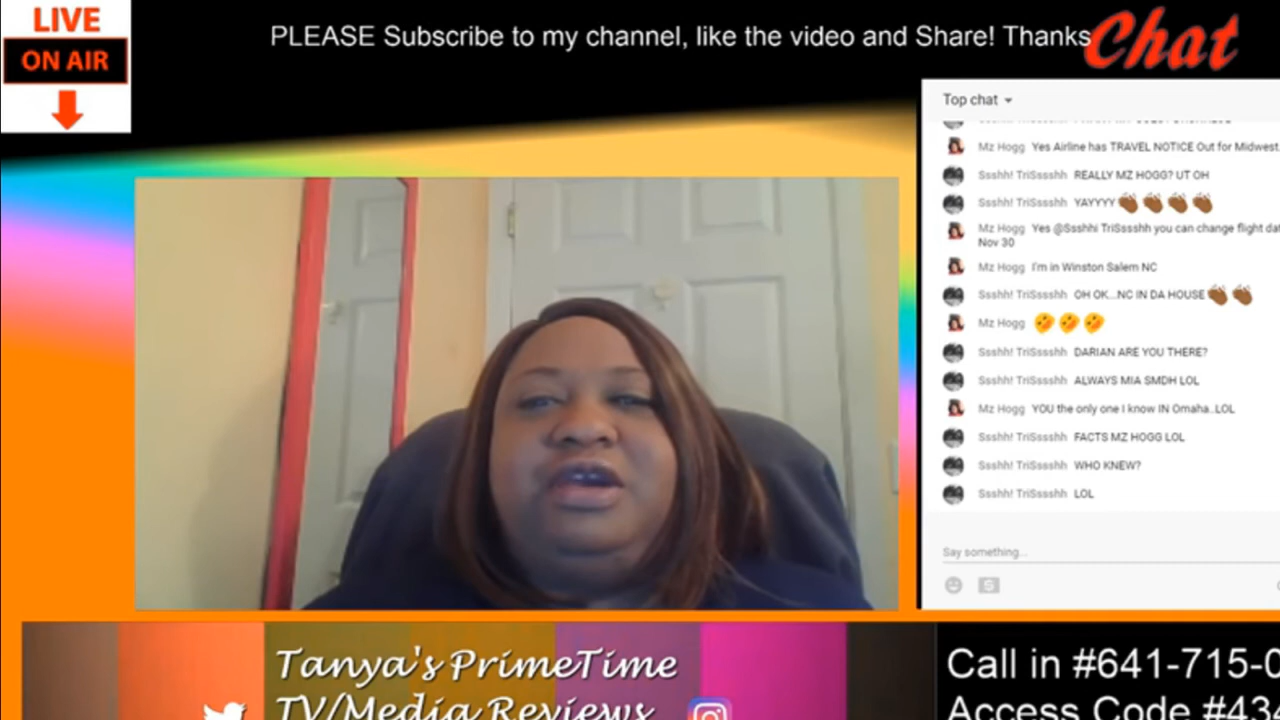 LIVE
ON AIR
PLEASE Subscribe to my channel, like the video and Share! Thanks
Chat
Top chat
Mz Hogg Yes Airline has TRAVEL NOTICE Out for Midwest.
Ssshh! TriSssshh REALLY MZ HOGG? UT OH
Ssshh! TriSssshh YAYYYY👏🏾👏🏾👏🏾👏🏾
Mz Hogg Yes @Ssshhi TriSssshh you can change flight dat
Nov 30
Mz Hogg I'm in Winston Salem NC
Ssshh! TriSssshh OH OK...NC IN DA HOUSE👏🏾👏🏾
Mz Hogg 🤣🤣🤣
Ssshh! TriSssshh DARIAN ARE YOU THERE?
Ssshh! TriSssshh ALWAYS MIA SMDH LOL
Mz Hogg YOU the only one I know IN Omaha..LOL
Ssshh! TriSssshh FACTS MZ HOGG LOL
Ssshh! TriSssshh WHO KNEW?
Ssshh! TriSssshh LOL
Say something...
Tanya's PrimeTime
TV/Media Reviews
Call in #641-715-0
Access Code #434